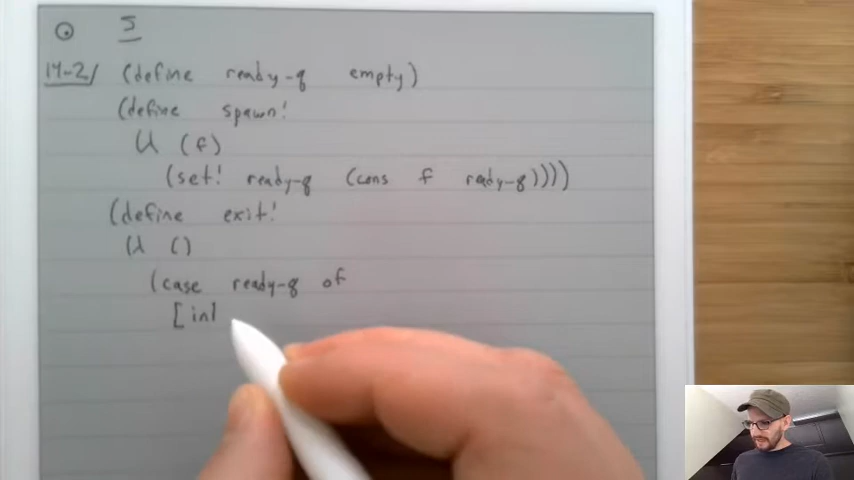 ⊙ 5
14-2/ (define ready-q empty)
(define spawn!
(λ (f)
(set! ready-q (cons f ready-q))))
(define exit!
(λ ()
(case ready-q of
[inl